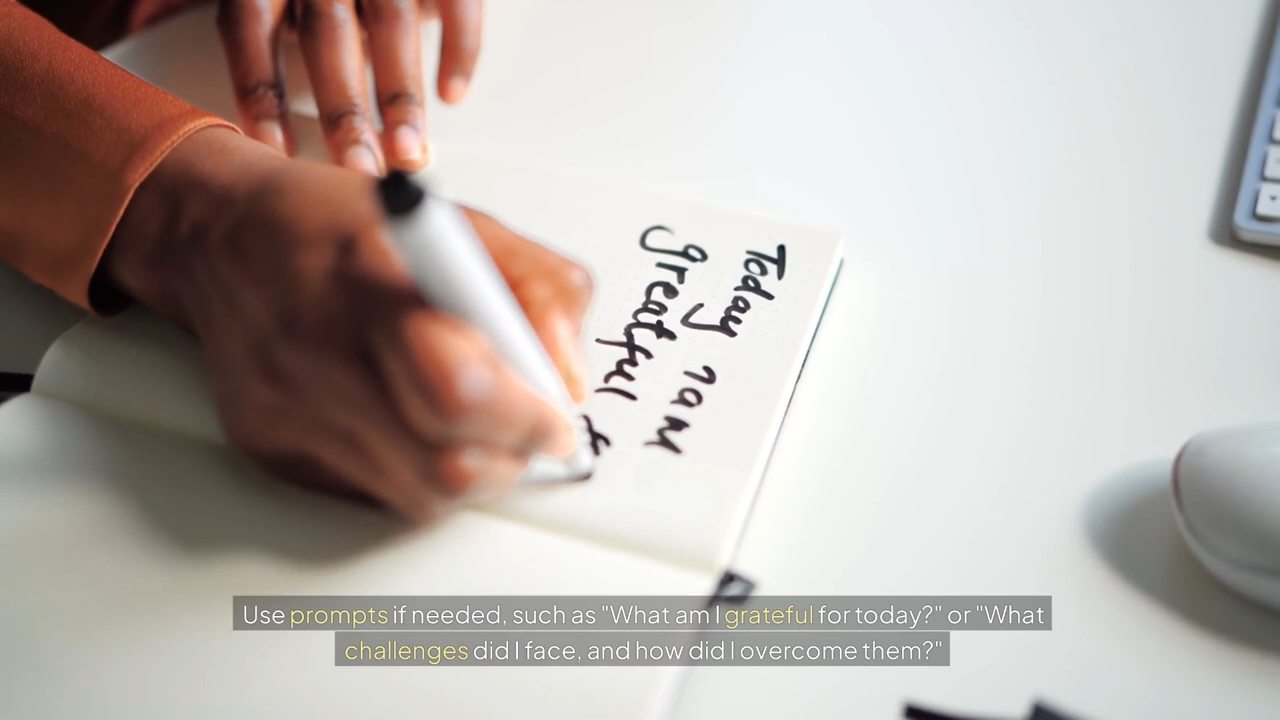 Today I am
greatful fo
Use prompts if needed, such as "What am I grateful for today?" or "What
challenges did I face, and how did I overcome them?"